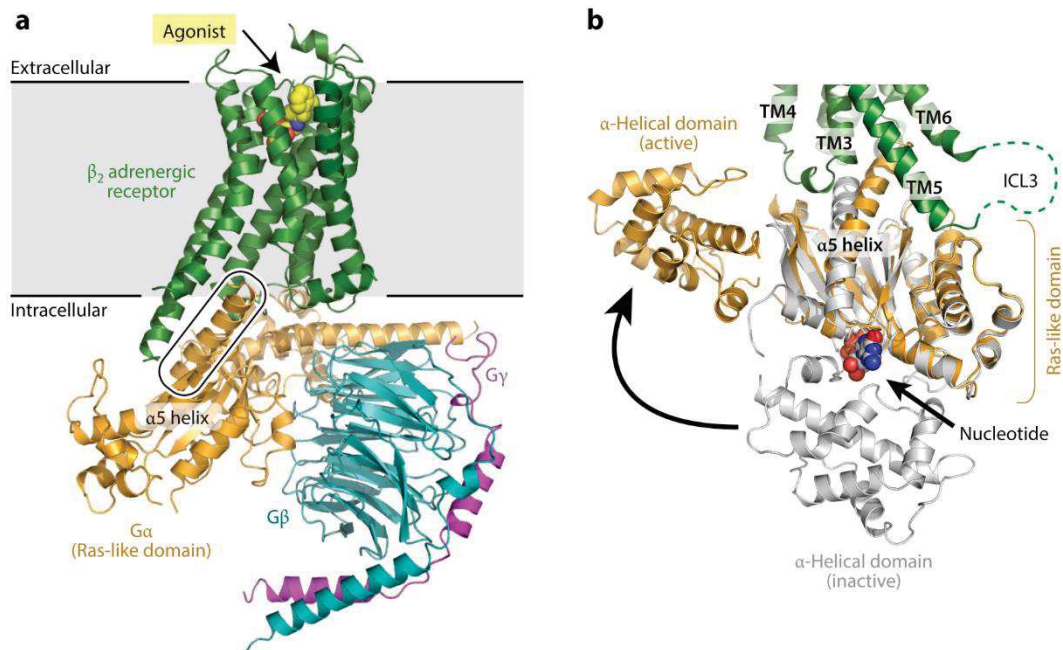 a
Agonist
Extracellular
β₂ adrenergic
receptor
Intracellular
α5 helix
Gγ
Gβ
Gα
(Ras-like domain)
b
TM4
TM6
α-Helical domain
(active)
TM3
TM5
ICL3
α5 helix
Ras-like domain
Nucleotide
α-Helical domain
(inactive)